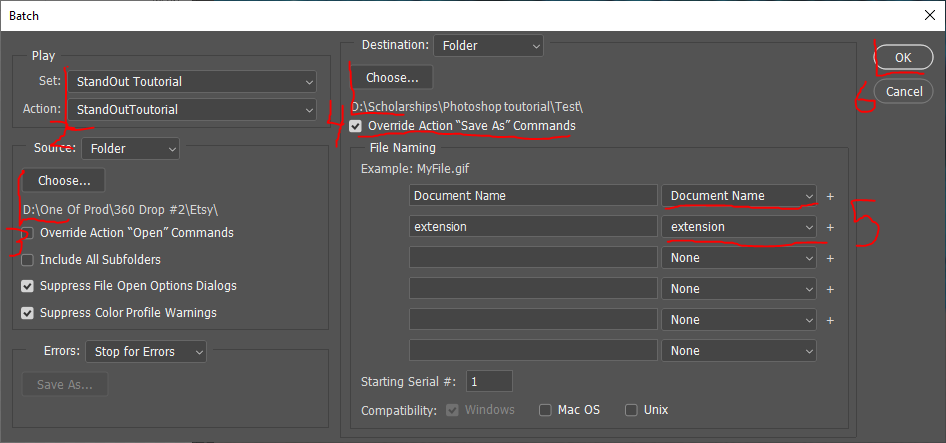 Batch
Play
Set: StandOut Toutorial
Action: StandOutToutorial
2
Source: Folder
Choose...
D:\One Of Prod\360 Drop #2\Etsy\
3
Override Action “Open” Commands
Include All Subfolders
Suppress File Open Options Dialogs
Suppress Color Profile Warnings
Errors: Stop for Errors
Save As...
Destination: Folder
Choose...
4
D:\Scholarships\Photoshop toutorial\Test\
Override Action “Save As” Commands
File Naming
Example: MyFile.gif
Document Name Document Name +
extension extension +
5
None +
None +
None +
None
Starting Serial #: 1
Compatibility: Windows Mac OS Unix
OK
6
Cancel